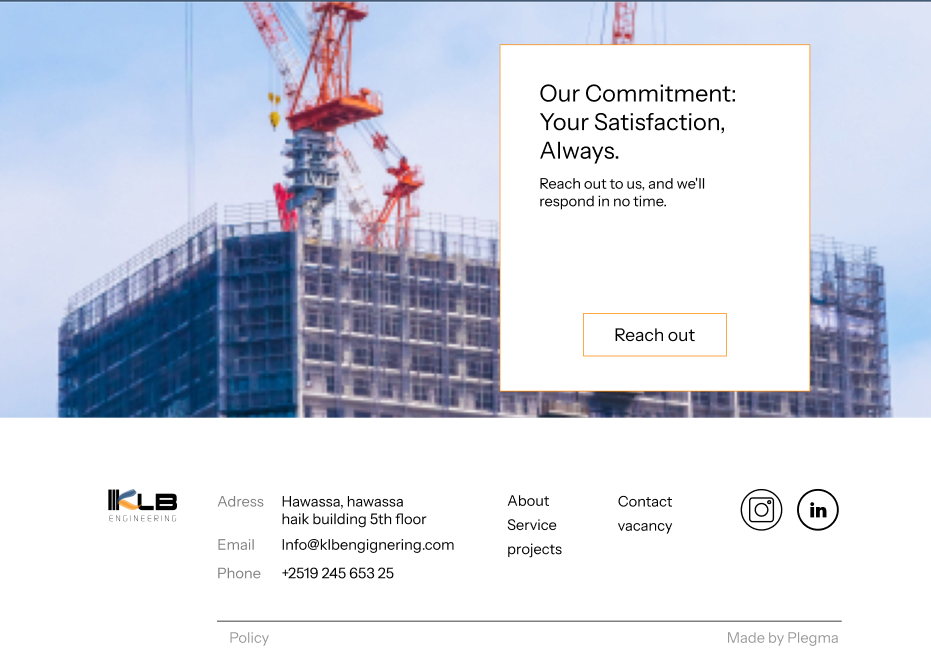 Our Commitment:
Your Satisfaction,
Always.
Reach out to us, and we'll
respond in no time.
Reach out
KLB
ENGINEERING
Adress
Hawassa, hawassa
haik building 5th floor
Email
Info@klbengignering.com
Phone
+2519 245 653 25
About
Service
projects
Contact
vacancy
in
Policy
Made by Plegma